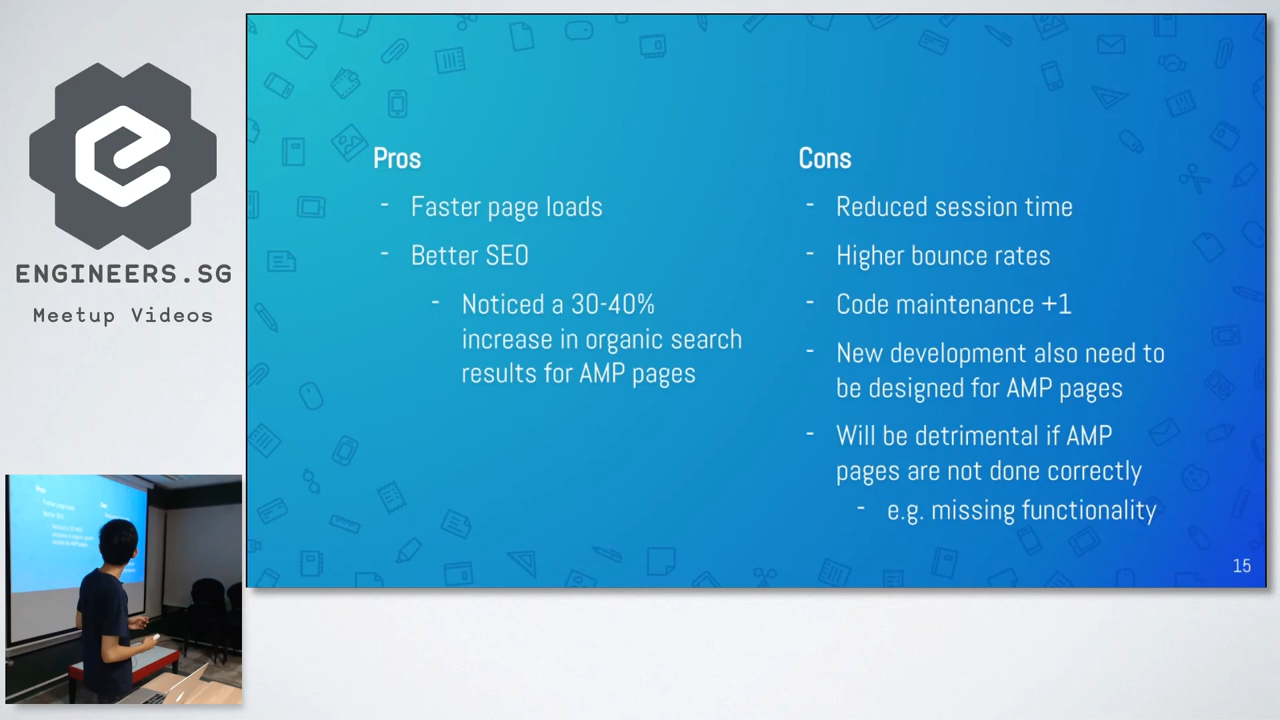 ENGINEERS.SG
Meetup Videos
Pros
- Faster page loads
- Better SEO
- Noticed a 30-40%
increase in organic search
results for AMP pages
Cons
- Reduced session time
- Higher bounce rates
- Code maintenance +1
- New development also need to
be designed for AMP pages
- Will be detrimental if AMP
pages are not done correctly
- e.g. missing functionality
15